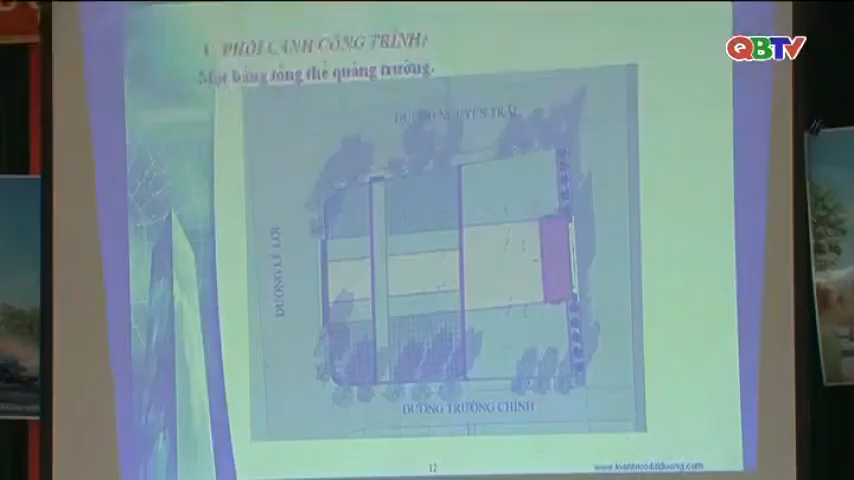 QBTV
1. PHỐI CẢNH CÔNG TRÌNH:
Mặt bằng tổng thể quảng trường.
ĐƯỜNG NGUYỄN TRÃI
ĐƯỜNG LÊ LỢI
ĐƯỜNG TRƯỜNG CHINH
12